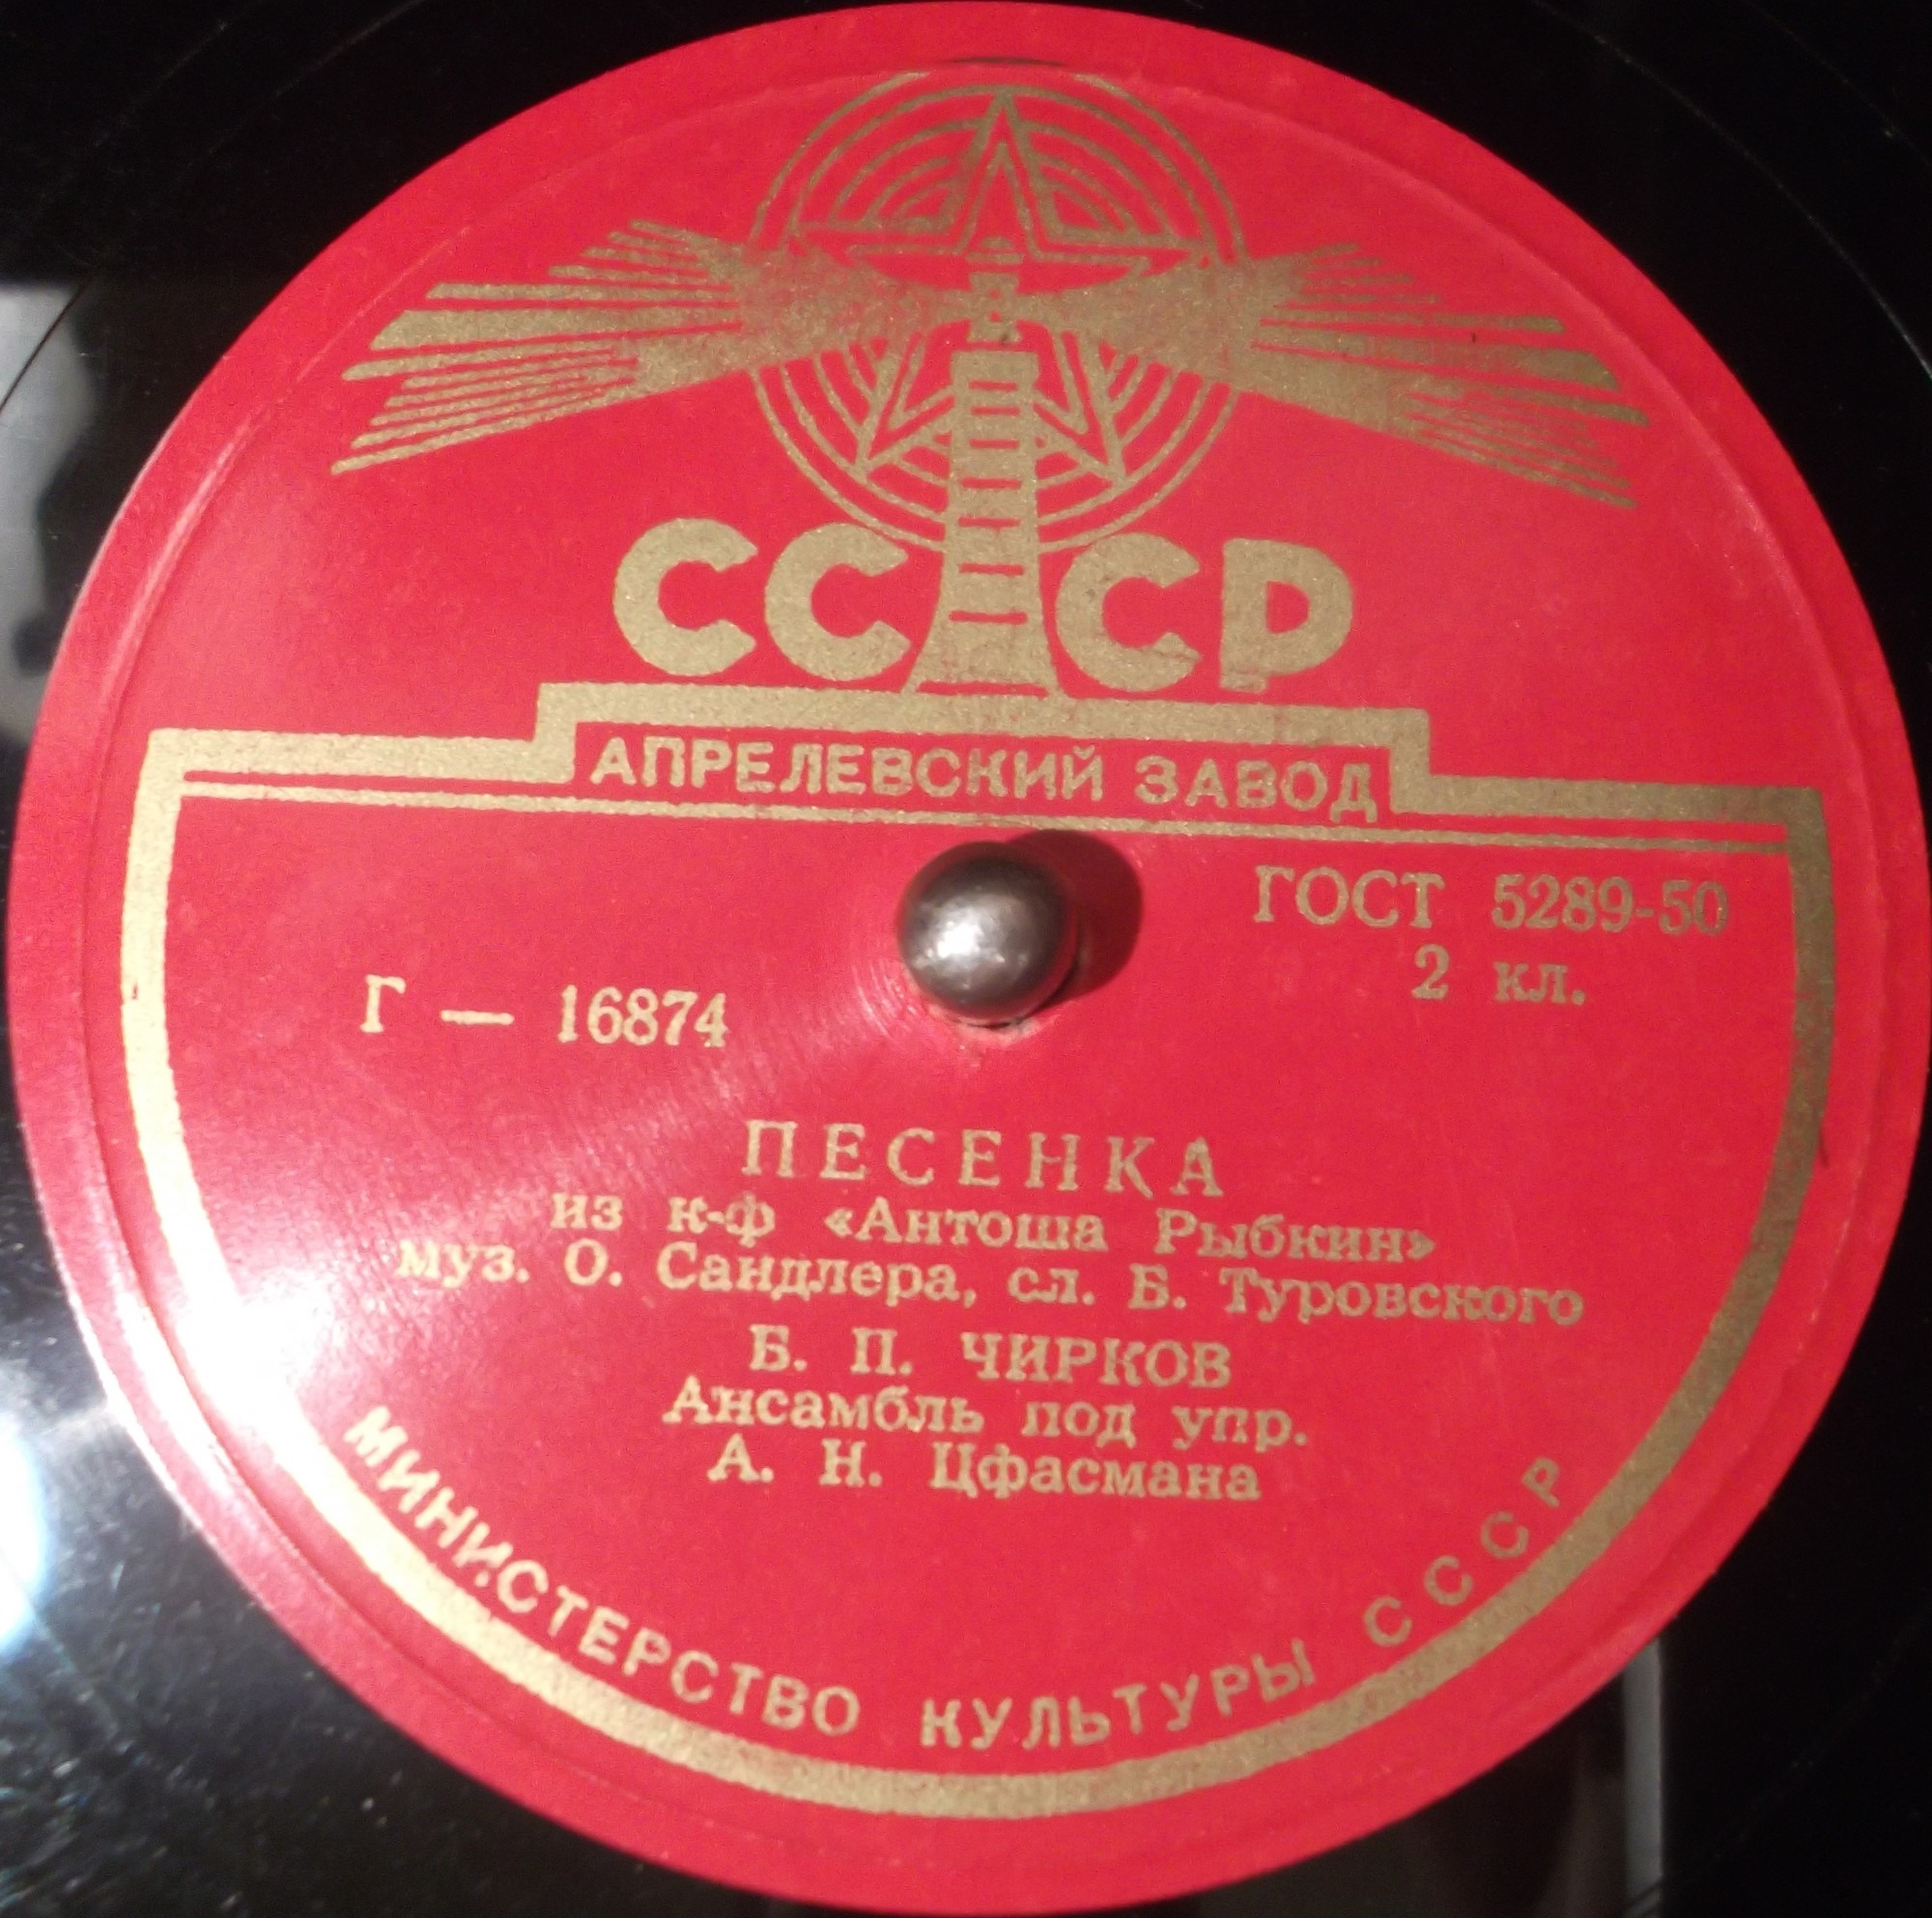 СССР
АПРЕЛЕВСКИЙ ЗАВОД
ГОСТ 5289-50
2 кл.
Г — 16874
ПЕСЕНКА
из к-ф «Антоша Рыбкин»
муз. О. Сандлера, сл. Б. Туровского
Б. П. ЧИРКОВ
Ансамбль под упр.
А. Н. Цфасмана
МИНИСТЕРСТВО КУЛЬТУРЫ СССР